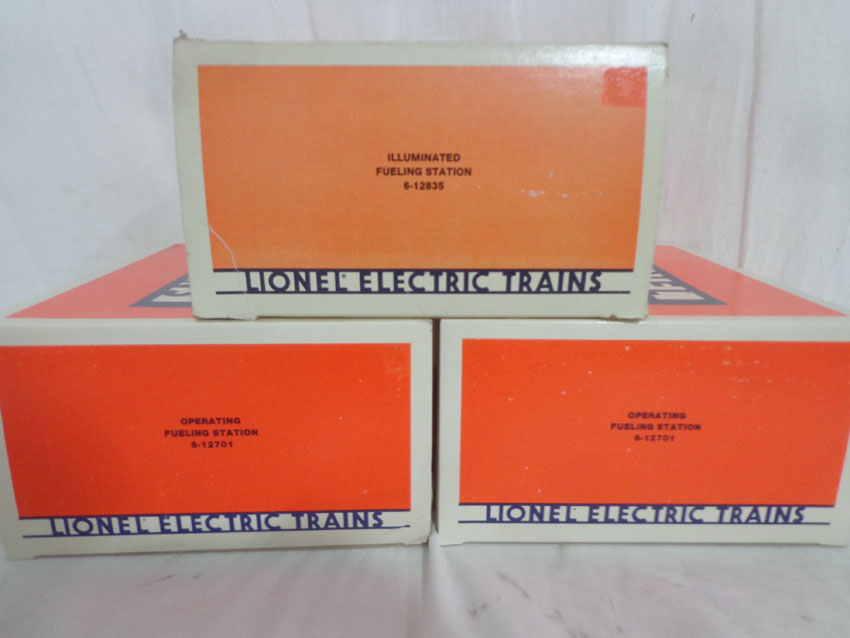 ILLUMINATED
FUELING STATION
6-12835
LIONEL® ELECTRIC TRAINS
OPERATING
FUELING STATION
6-12701
LIONEL ELECTRIC TRAINS
OPERATING
FUELING STATION
6-12701
LIONEL ELECTRIC TRAINS